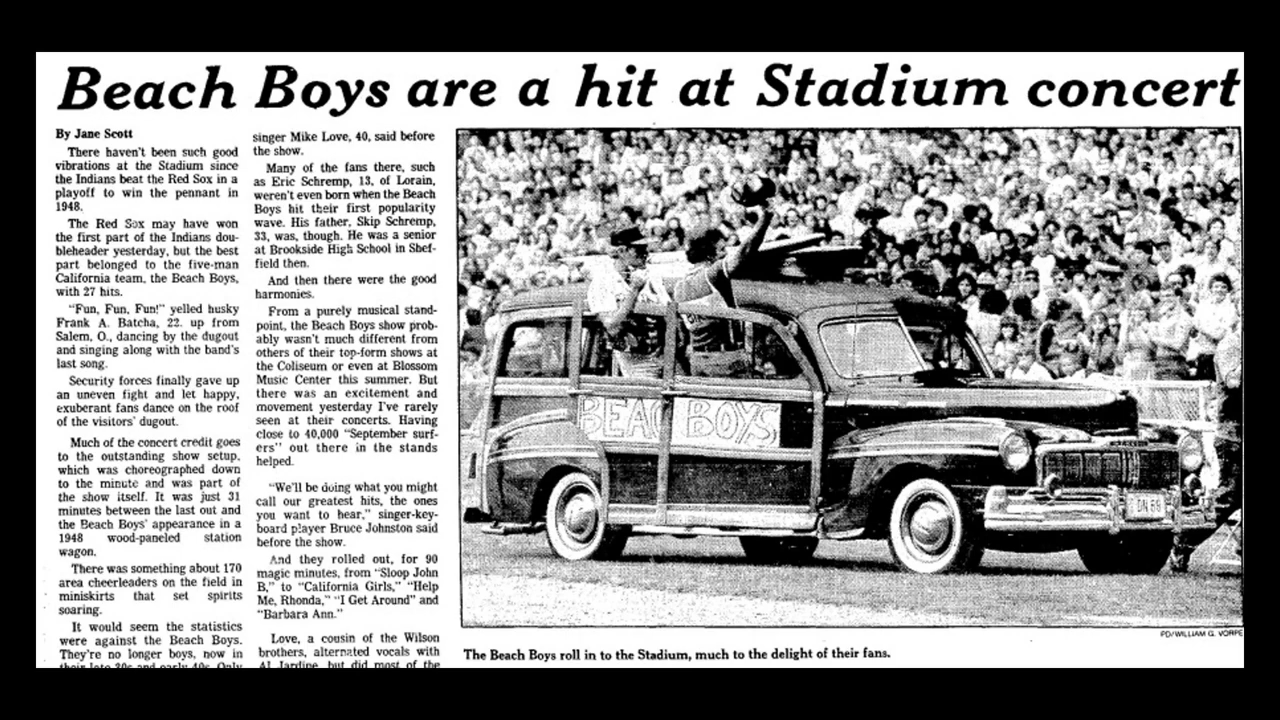 Beach Boys are a hit at Stadium concert
By Jane Scott
There haven't been such good
vibrations at the Stadium since
the Indians beat the Red Sox in a
playoff to win the pennant in
1948.
The Red Sox may have won
the first part of the Indians dou-
bleheader yesterday, but the best
part belonged to the five-man
California team, the Beach Boys,
with 27 hits.
"Fun, Fun, Fun!" yelled husky
Frank A. Batcha, 22, up from
Salem, O., dancing by the dugout
and singing along with the band's
last song.
Security forces finally gave up
an uneven fight and let happy,
exuberant fans dance on the roof
of the visitors' dugout.
Much of the concert credit goes
to the outstanding show setup,
which was choreographed down
to the minute and was part of
the show itself. It was just 31
minutes between the last out and
the Beach Boys' appearance in a
1948 wood-paneled station
wagon.
There was something about 170
area cheerleaders on the field in
miniskirts that set spirits
soaring.
It would seem the statistics
were against the Beach Boys.
They're no longer boys, now in
their late 30s and early 40s. Only
singer Mike Love, 40, said before
the show.
Many of the fans there, such
as Eric Schremp, 13, of Lorain,
weren't even born when the Beach
Boys hit their first popularity
wave. His father, Skip Schremp,
33, was, though. He was a senior
at Brookside High School in Shef-
field then.
And then there were the good
harmonies.
From a purely musical stand-
point, the Beach Boys show prob-
ably wasn't much different from
others of their top-form shows at
the Coliseum or even at Blossom
Music Center this summer. But
there was an excitement and
movement yesterday I've rarely
seen at their concerts. Having
close to 40,000 "September surf-
ers" out there in the stands
helped.
"We'll be doing what you might
call our greatest hits, the ones
you want to hear," singer-key-
board player Bruce Johnston said
before the show.
And they rolled out, for 90
magic minutes, from "Sloop John
B," to "California Girls," "Help
Me, Rhonda," "I Get Around" and
"Barbara Ann."
Love, a cousin of the Wilson
brothers, alternated vocals with
Al Jardine, but did most of the
BEAC BOYS
PD/WILLIAM G. VORPE
The Beach Boys roll in to the Stadium, much to the delight of their fans.